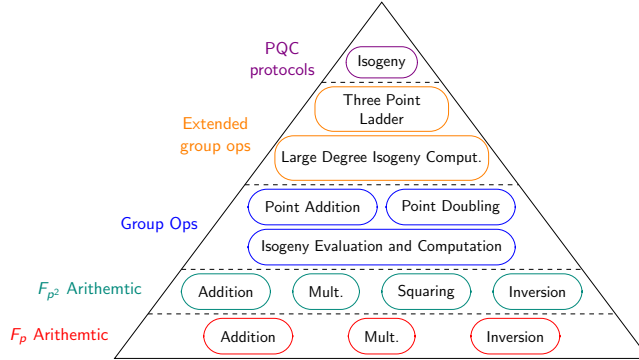 PQC
protocols
Isogeny
Extended
group ops
Three Point
Ladder
Large Degree Isogeny Comput.
Group Ops
Point Addition
Point Doubling
Isogeny Evaluation and Computation
F_{p^2} Arithemtic
Addition
Mult.
Squaring
Inversion
F_p Arithemtic
Addition
Mult.
Inversion